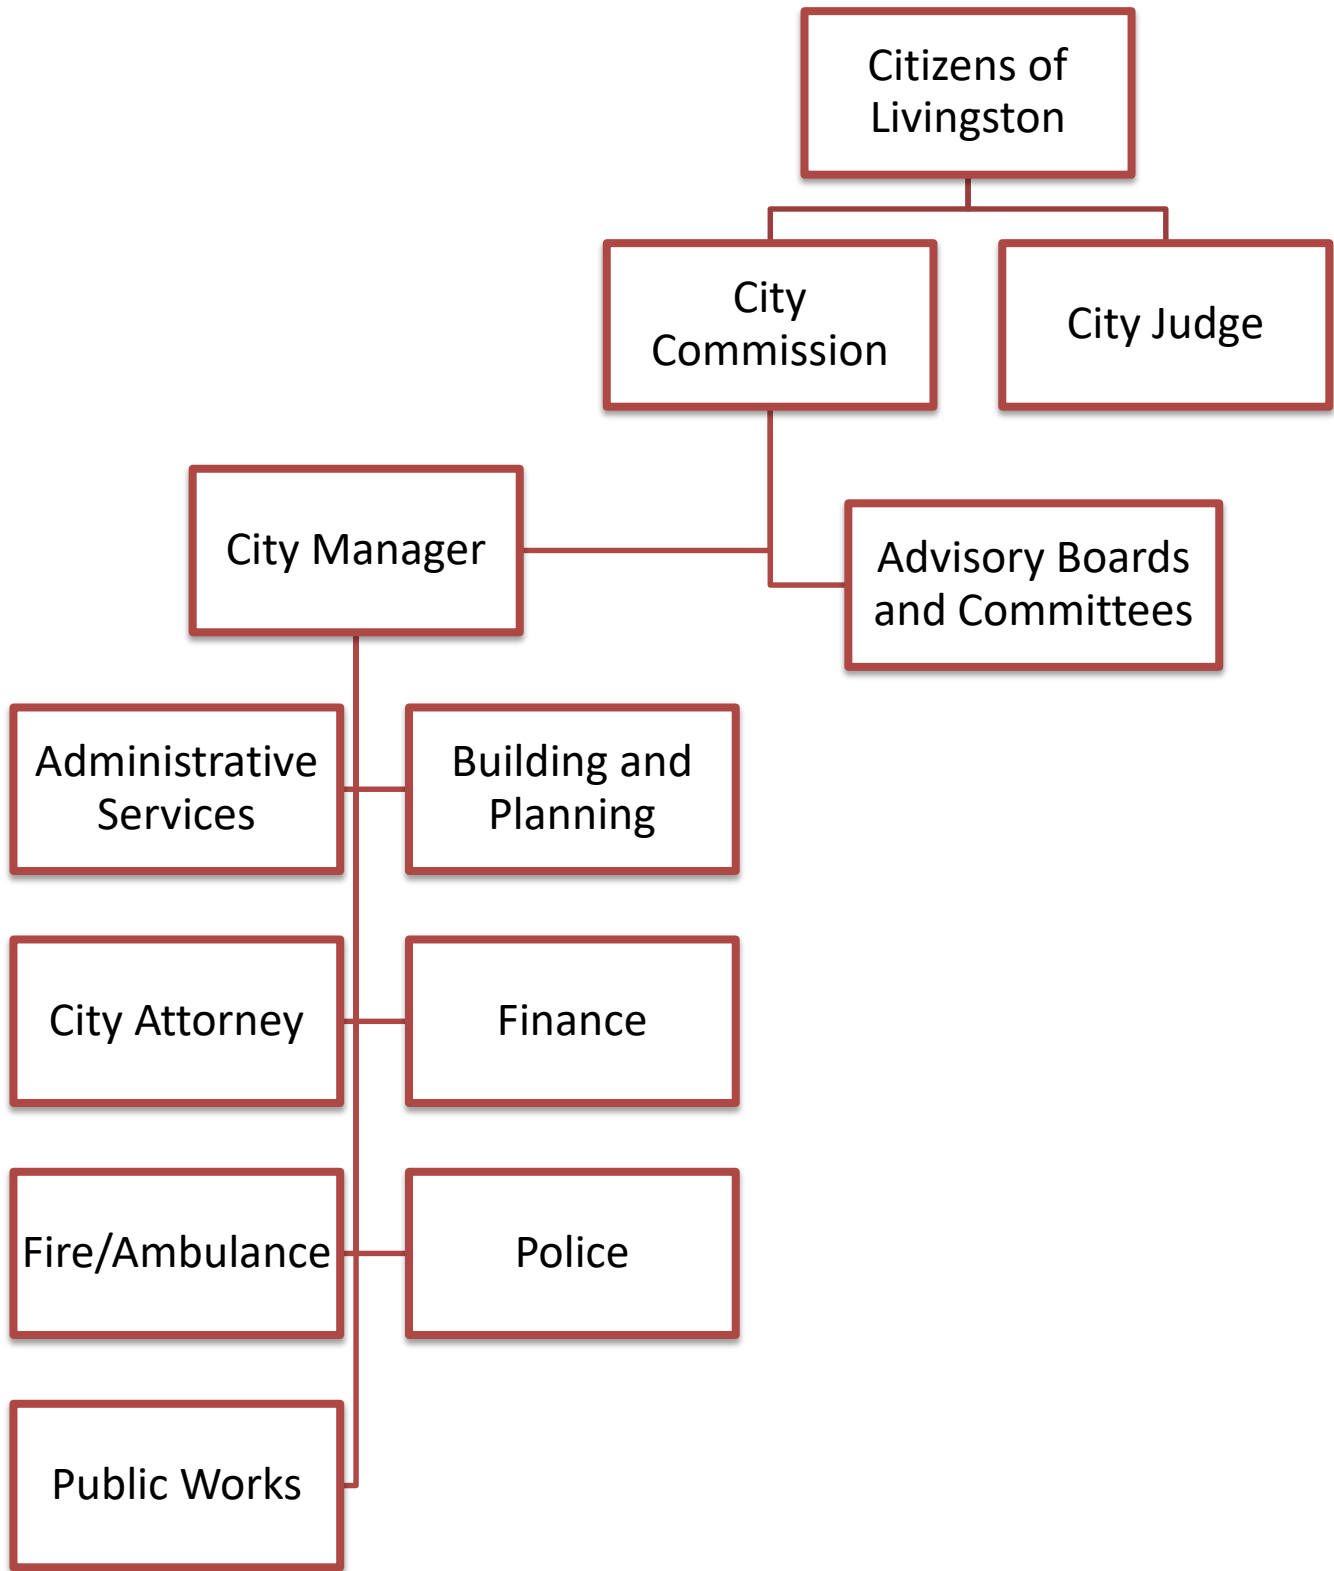 Citizens of
Livingston
City
Commission
City Judge
City Manager
Advisory Boards
and Committees
Administrative
Services
Building and
Planning
City Attorney
Finance
Fire/Ambulance
Police
Public Works